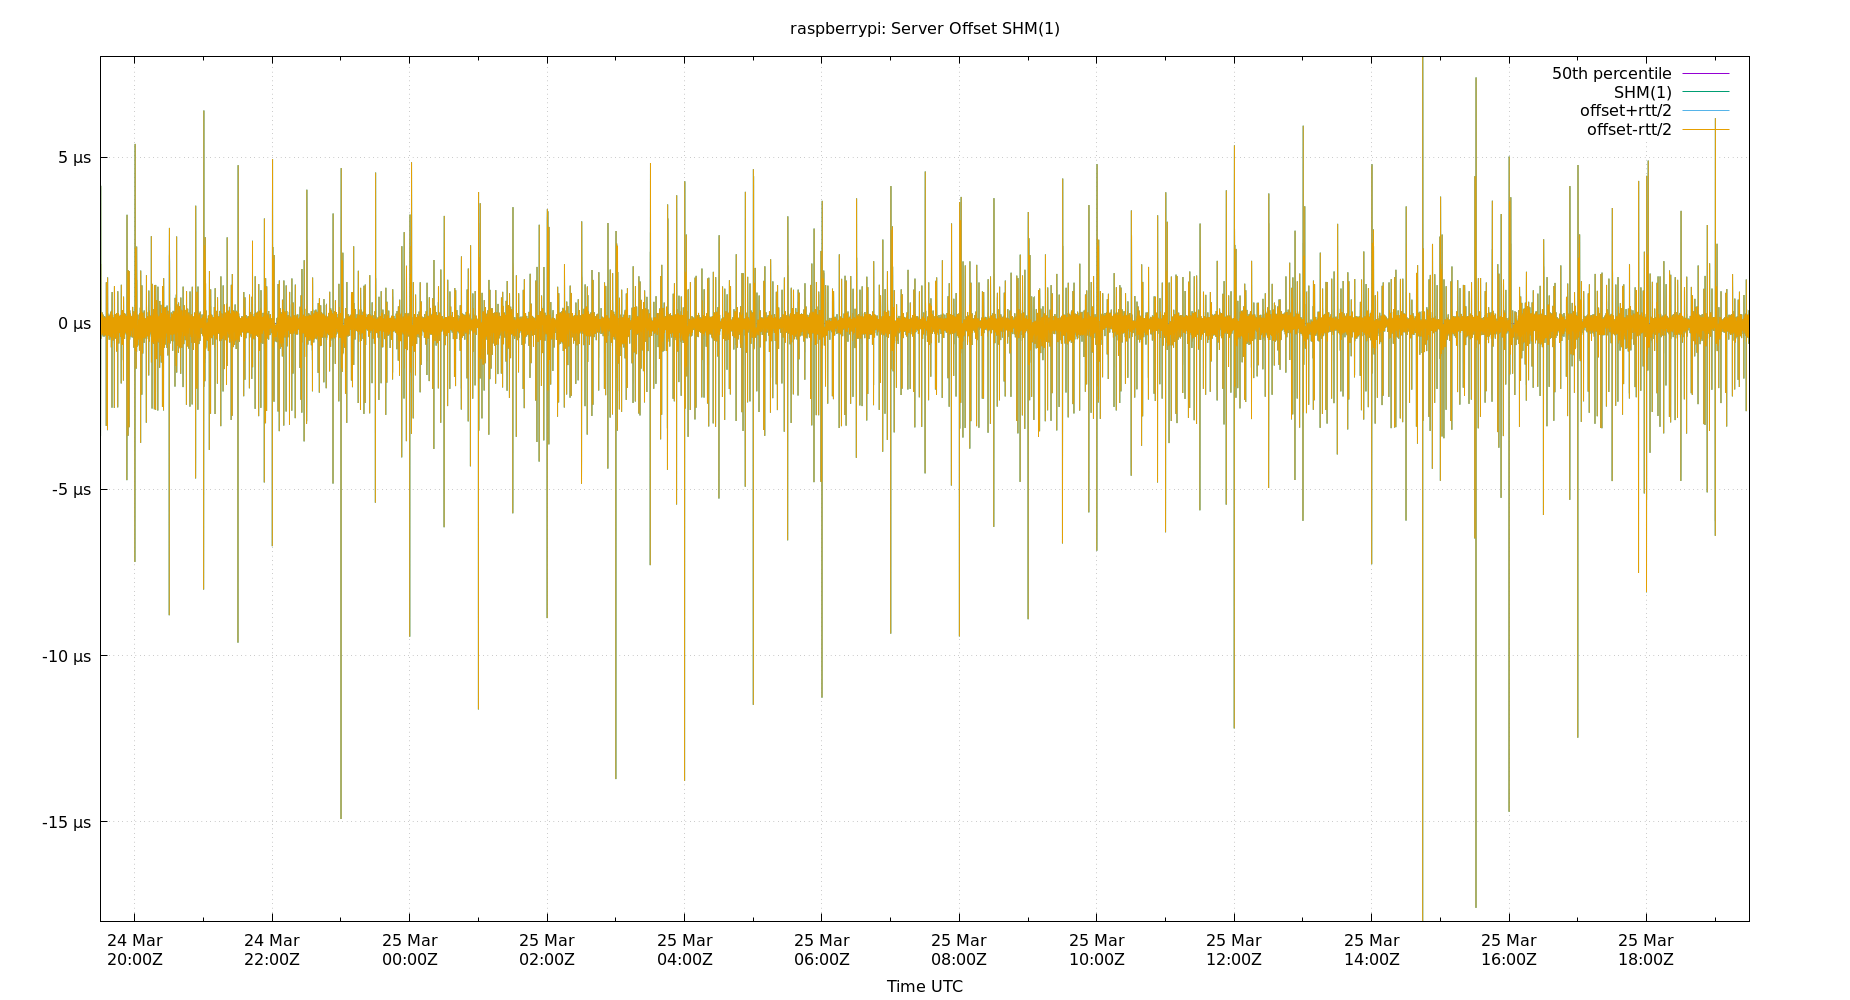 raspberrypi: Server Offset SHM(1)
50th percentile
SHM(1)
offset+rtt/2
offset-rtt/2
5 µs
0 µs
-5 µs
-10 µs
-15 µs
24 Mar 24 Mar 25 Mar 25 Mar 25 Mar 25 Mar 25 Mar 25 Mar 25 Mar 25 Mar 25 Mar 25 Mar
20:00Z 22:00Z 00:00Z 02:00Z 04:00Z 06:00Z 08:00Z 10:00Z 12:00Z 14:00Z 16:00Z 18:00Z
Time UTC